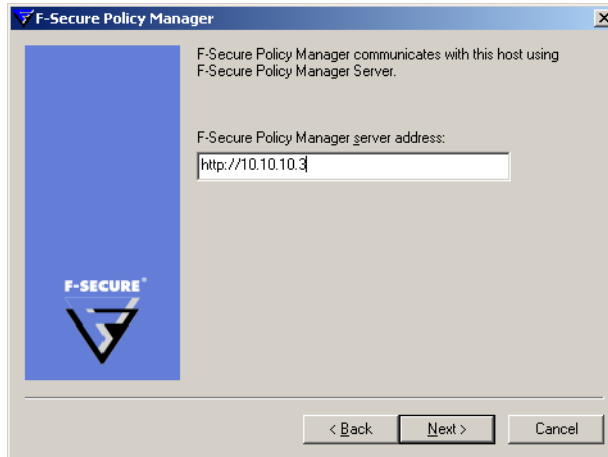 F-Secure Policy Manager
F-Secure Policy Manager communicates with this host using
F-Secure Policy Manager Server.
F-Secure Policy Manager server address:
http://10.10.10.3
F-SECURE®
< Back
Next >
Cancel